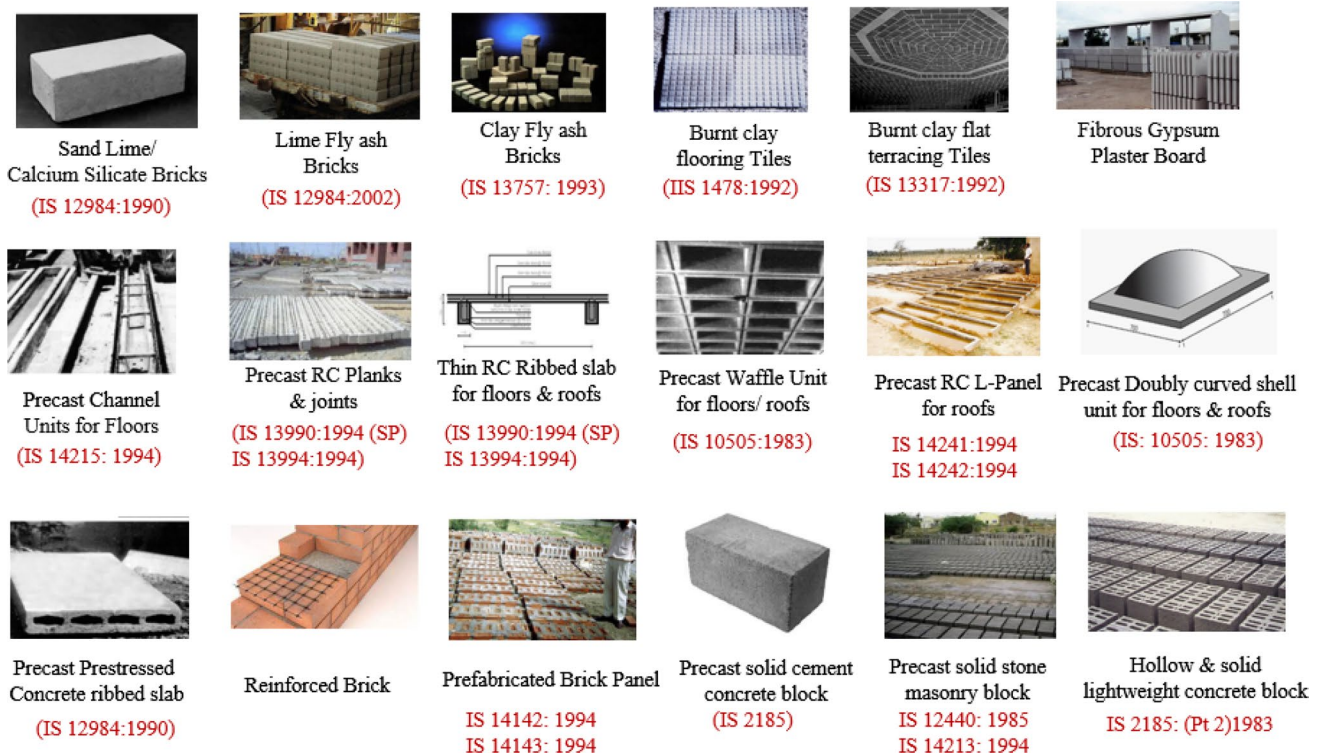 Sand Lime/
Calcium Silicate Bricks
(IS 12984:1990)
Lime Fly ash
Bricks
(IS 12984:2002)
Clay Fly ash
Bricks
(IS 13757: 1993)
Burnt clay
flooring Tiles
(IIS 1478:1992)
Burnt clay flat
terracing Tiles
(IS 13317:1992)
Fibrous Gypsum
Plaster Board
Precast Channel
Units for Floors
(IS 14215: 1994)
Precast RC Planks
& joints
(IS 13990:1994 (SP)
IS 13994:1994)
Thin RC Ribbed slab
for floors & roofs
(IS 13990:1994 (SP)
IS 13994:1994)
Precast Waffle Unit
for floors/ roofs
(IS 10505:1983)
Precast RC L-Panel
for roofs
IS 14241:1994
IS 14242:1994
Precast Doubly curved shell
unit for floors & roofs
(IS: 10505: 1983)
Precast Prestressed
Concrete ribbed slab
(IS 12984:1990)
Reinforced Brick
Prefabricated Brick Panel
IS 14142: 1994
IS 14143: 1994
Precast solid cement
concrete block
(IS 2185)
Precast solid stone
masonry block
IS 12440: 1985
IS 14213: 1994
Hollow & solid
lightweight concrete block
IS 2185: (Pt 2)1983